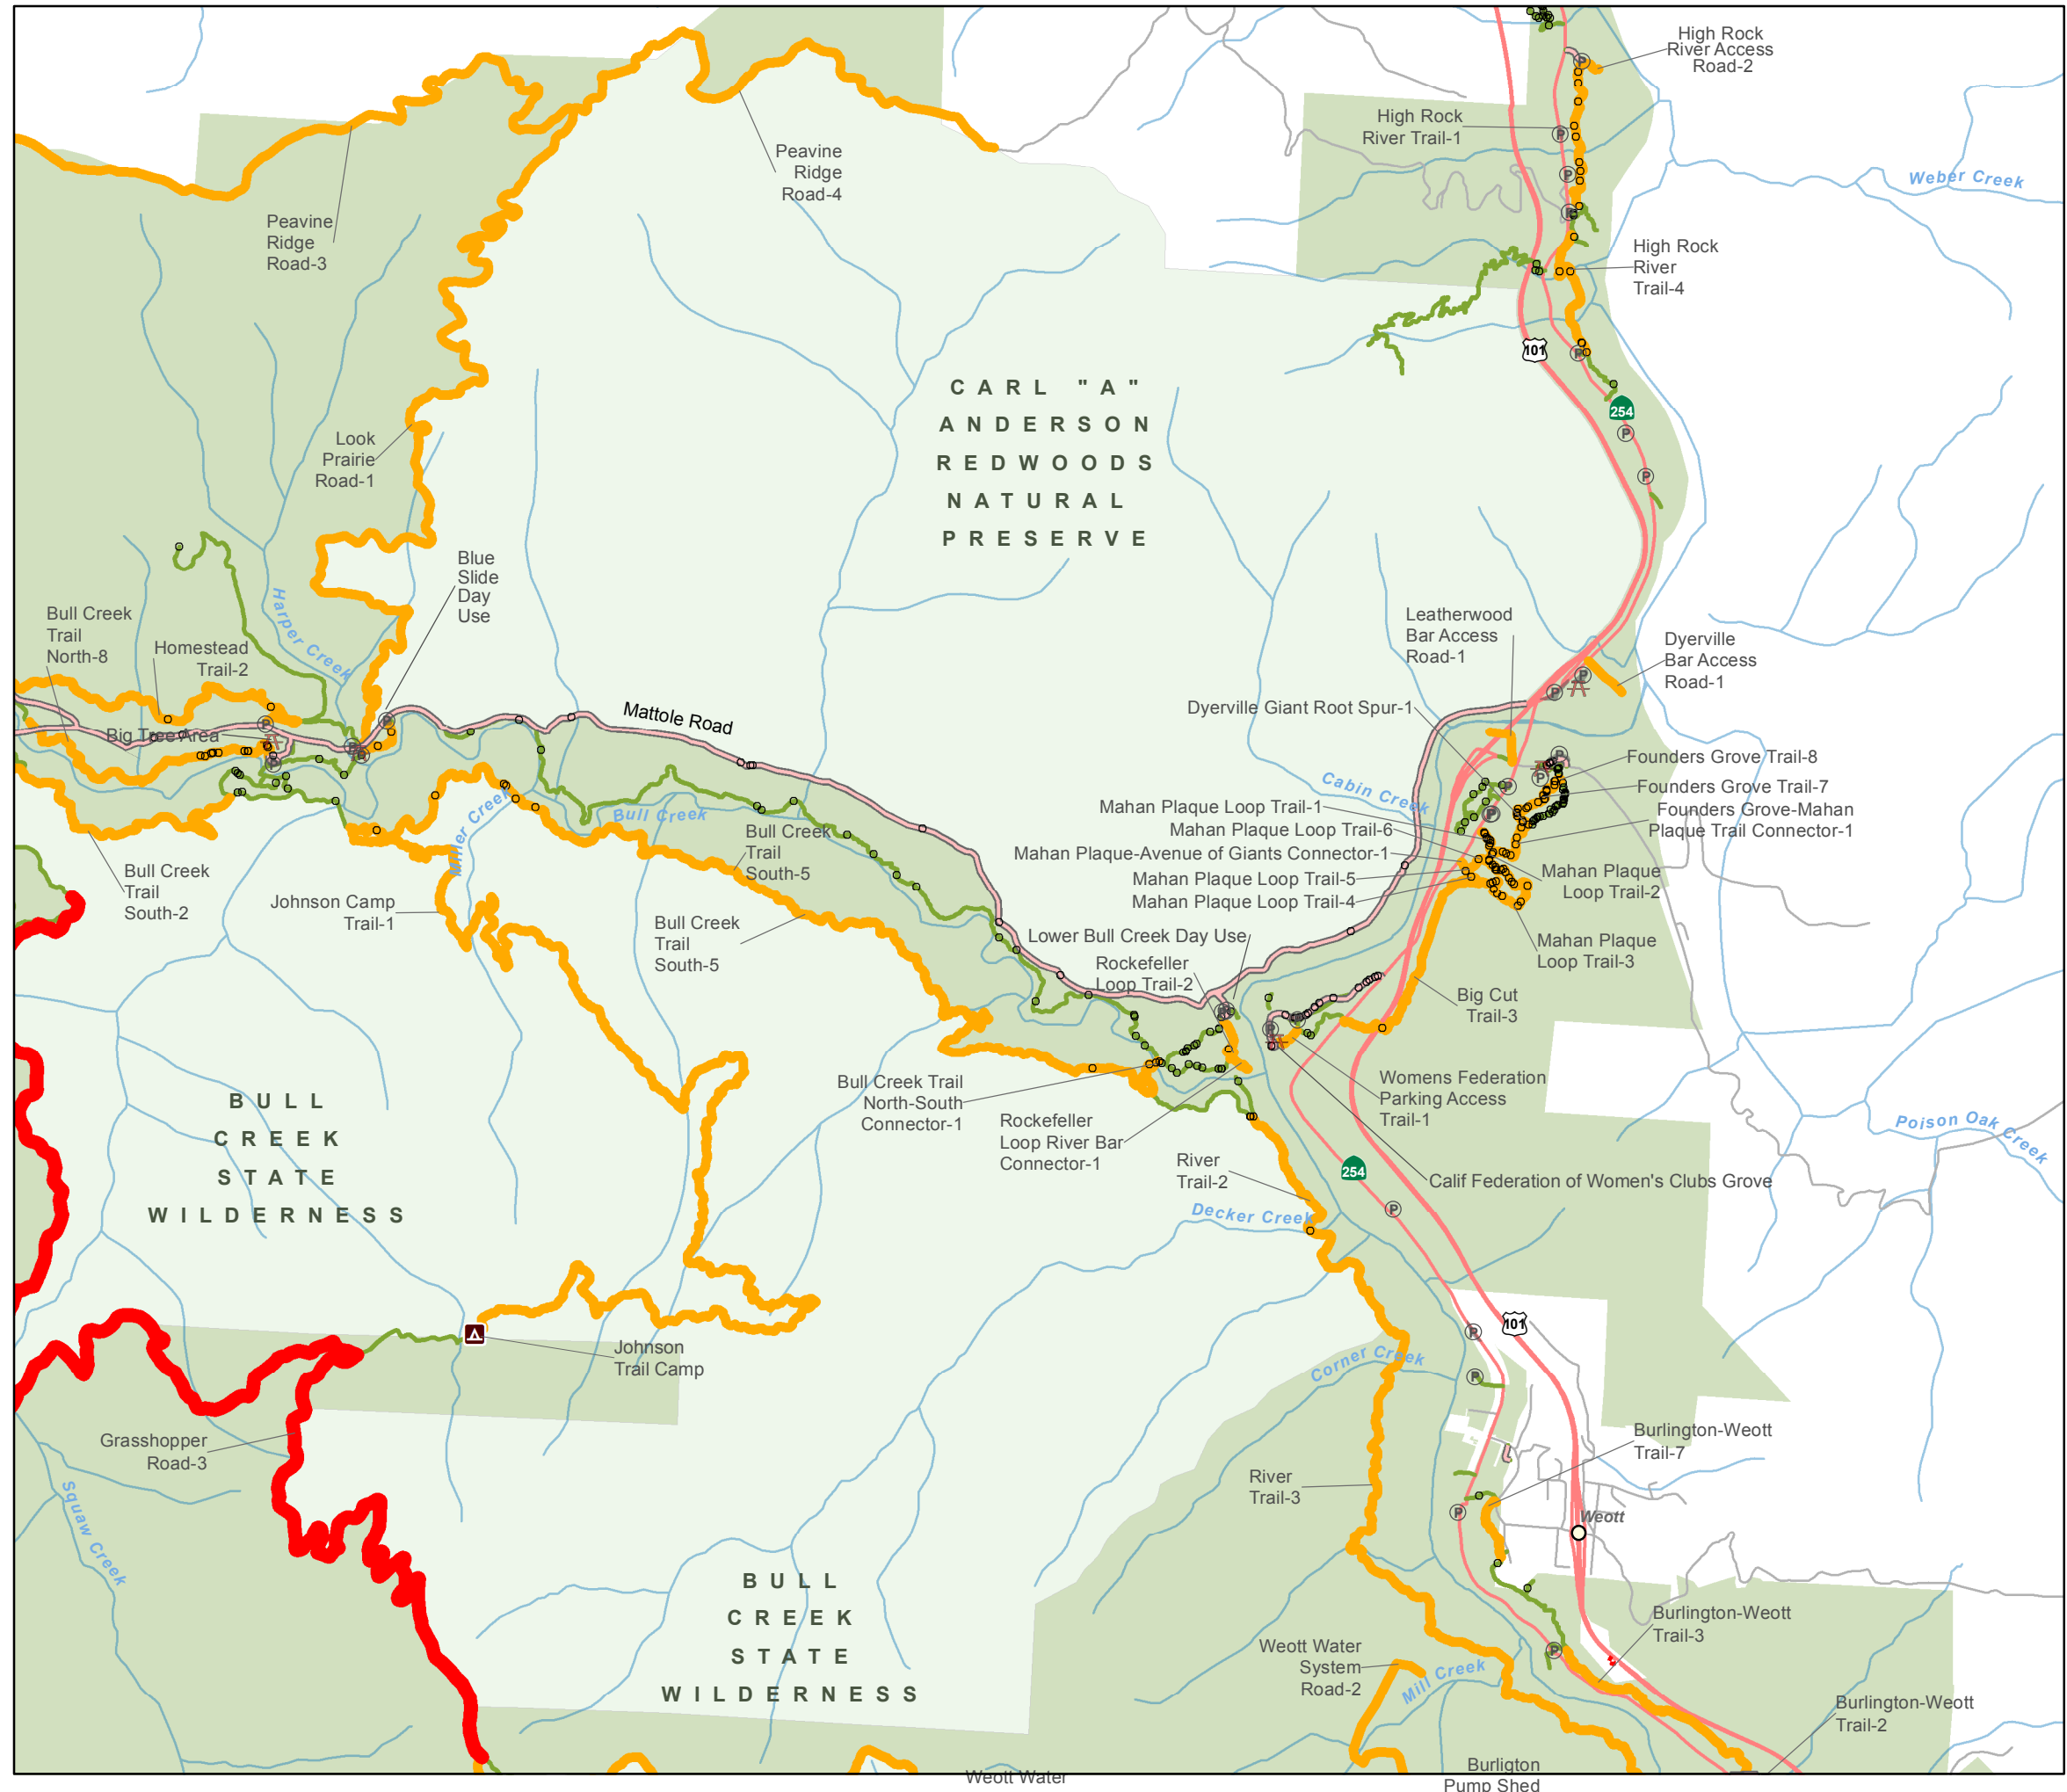 High Rock
River Access
Road-2
High Rock
River Trail-1
Weber Creek
High Rock
River
Trail-4
Peavine
Ridge
Road-4
Peavine
Ridge
Road-3
101
254
CARL "A"
ANDERSON
REDWOODS
NATURAL
PRESERVE
Look
Prairie
Road-1
Blue
Slide
Day
Use
Harper Creek
Bull Creek
Trail
North-8
Homestead
Trail-2
Big Tree Area
Mattole Road
Leatherwood
Bar Access
Road-1
Dyerville
Bar Access
Road-1
Dyerville Giant Root Spur-1
Cabin Creek
Founders Grove Trail-8
Founders Grove Trail-7
Founders Grove-Mahan
Plaque Trail Connector-1
Mahan Plaque Loop Trail-1
Mahan Plaque Loop Trail-6
Mahan Plaque-Avenue of Giants Connector-1
Mahan Plaque Loop Trail-5
Mahan Plaque Loop Trail-4
Mahan Plaque
Loop Trail-2
Mahan Plaque
Loop Trail-3
Miller Creek
Bull Creek
Bull Creek
Trail
South-5
Bull Creek
Trail
South-2
Johnson Camp
Trail-1
Bull Creek
Trail
South-5
Lower Bull Creek Day Use
Rockefeller
Loop Trail-2
Big Cut
Trail-3
Bull Creek Trail
North-South
Connector-1
Rockefeller
Loop River Bar
Connector-1
Womens Federation
Parking Access
Trail-1
Poison Oak Creek
River
Trail-2
254
Calif Federation of Women's Clubs Grove
Decker Creek
BULL
CREEK
STATE
WILDERNESS
101
Johnson
Trail Camp
Corner Creek
Grasshopper
Road-3
Squaw Creek
River
Trail-3
Burlington-Weott
Trail-7
Weott
BULL
CREEK
STATE
WILDERNESS
Weott Water
System
Road-2
Mill Creek
Burlington-Weott
Trail-3
Burlington-Weott
Trail-2
Weott Water
Burligton
Pump Shed